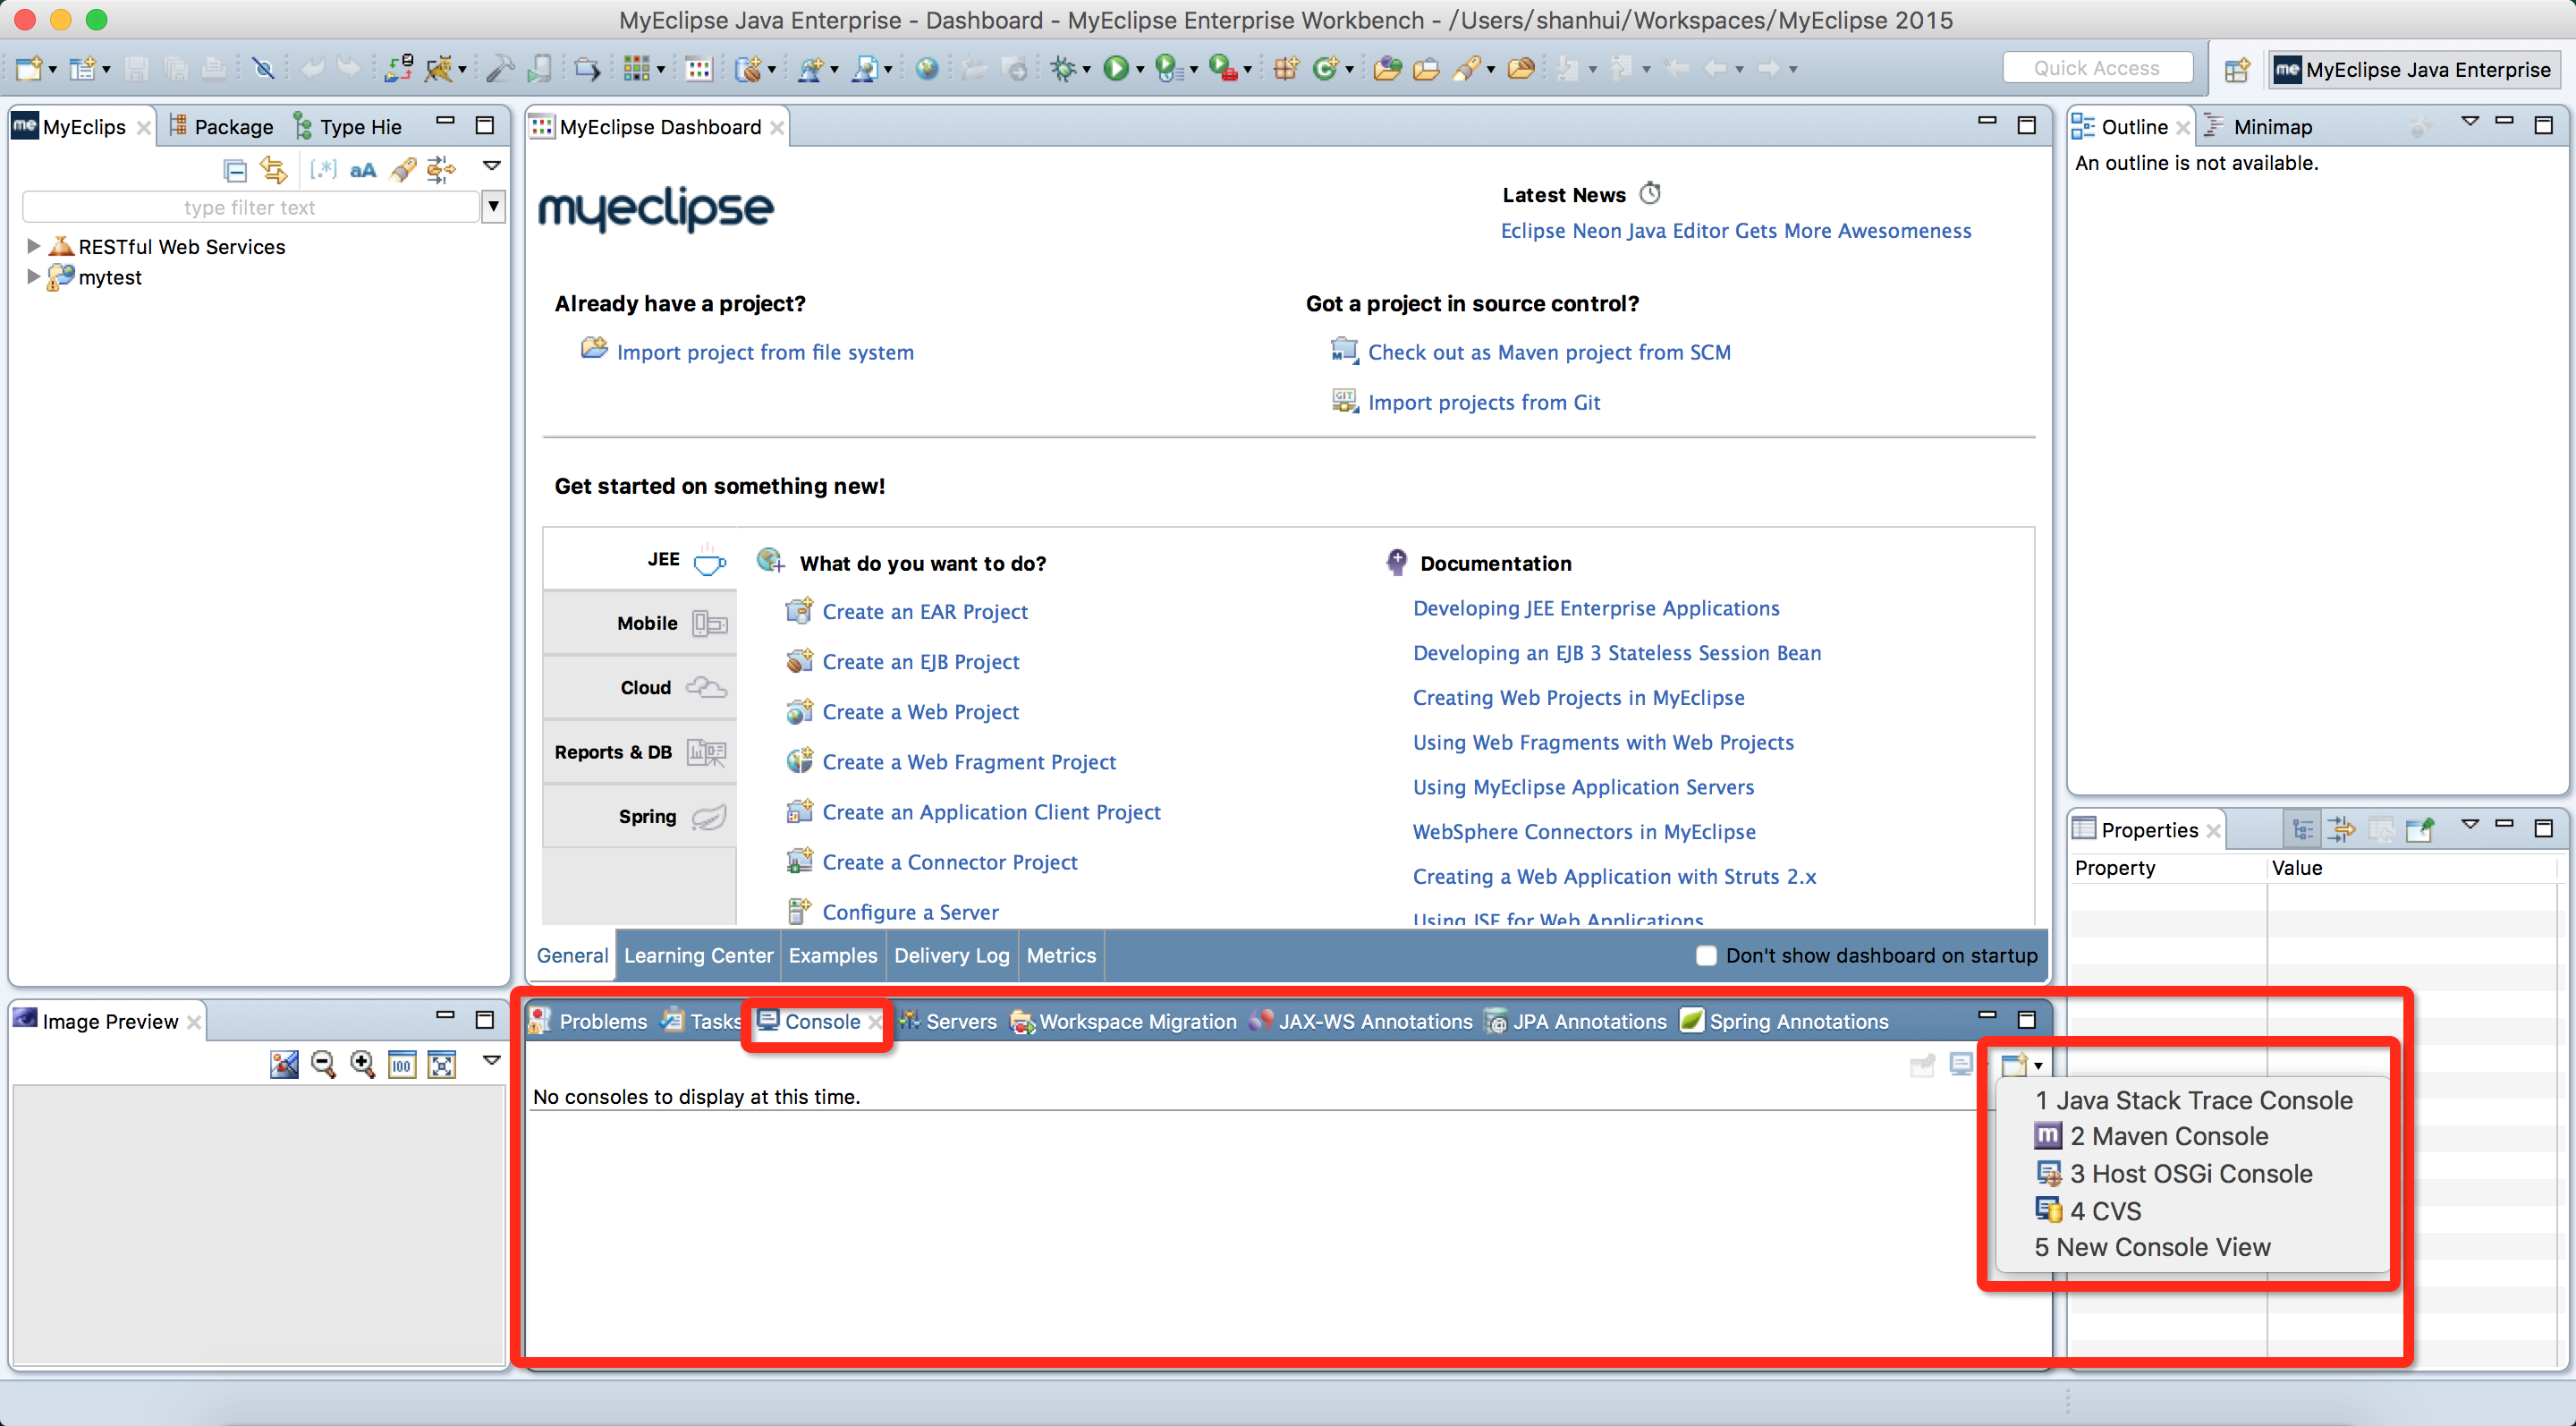 MyEclipse Java Enterprise - Dashboard - MyEclipse Enterprise Workbench - /Users/shanhui/Workspaces/MyEclipse 2015
Quick Access
me MyEclipse Java Enterprise
me MyEclips
Package
Type Hie
[.*] aA
type filter text
RESTful Web Services
mytest
MyEclipse Dashboard
myeclipse
Latest News
Eclipse Neon Java Editor Gets More Awesomeness
Already have a project?
Import project from file system
Got a project in source control?
Check out as Maven project from SCM
GIT Import projects from Git
Get started on something new!
JEE
Mobile
Cloud
Reports & DB
Spring
What do you want to do?
Create an EAR Project
Create an EJB Project
Create a Web Project
Create a Web Fragment Project
Create an Application Client Project
Create a Connector Project
Configure a Server
Documentation
Developing JEE Enterprise Applications
Developing an EJB 3 Stateless Session Bean
Creating Web Projects in MyEclipse
Using Web Fragments with Web Projects
Using MyEclipse Application Servers
WebSphere Connectors in MyEclipse
Creating a Web Application with Struts 2.x
Using JSF for Web Applications
General Learning Center Examples Delivery Log Metrics
Don't show dashboard on startup
Outline
Minimap
An outline is not available.
Properties
Property Value
Image Preview
100
Problems Tasks Console Servers Workspace Migration JAX-WS Annotations JPA Annotations Spring Annotations
No consoles to display at this time.
1 Java Stack Trace Console
m 2 Maven Console
3 Host OSGi Console
4 CVS
5 New Console View